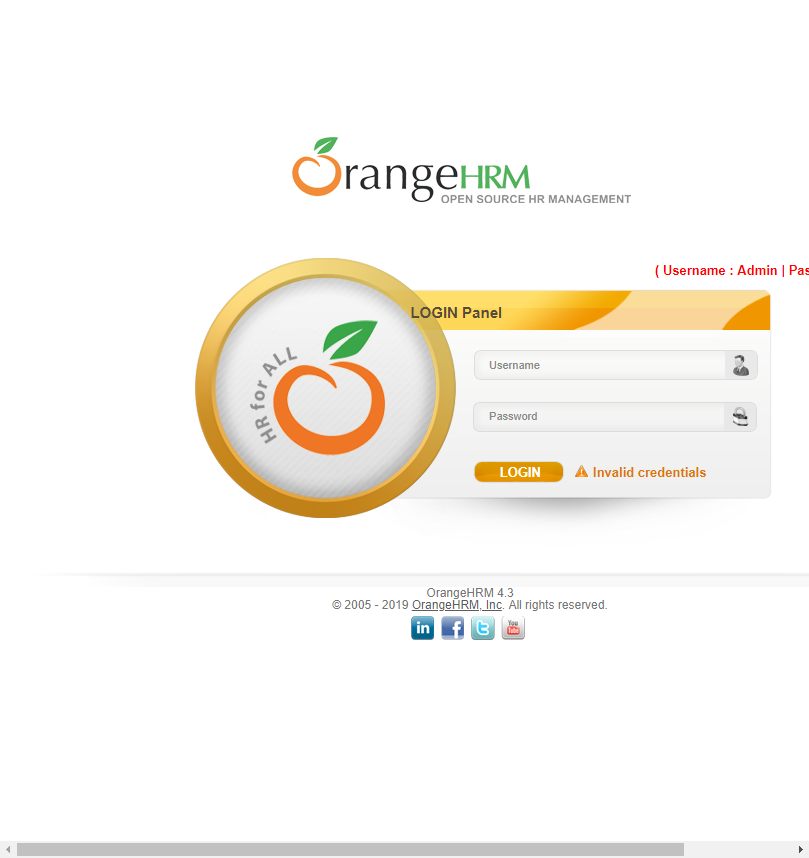 OrangeHRM
OPEN SOURCE HR MANAGEMENT
( Username : Admin |
LOGIN Panel
HR for ALL
Username
Password
LOGIN
Invalid credentials
OrangeHRM 4.3
© 2005 - 2019 OrangeHRM, Inc. All rights reserved.
in
f
t
You
Tube